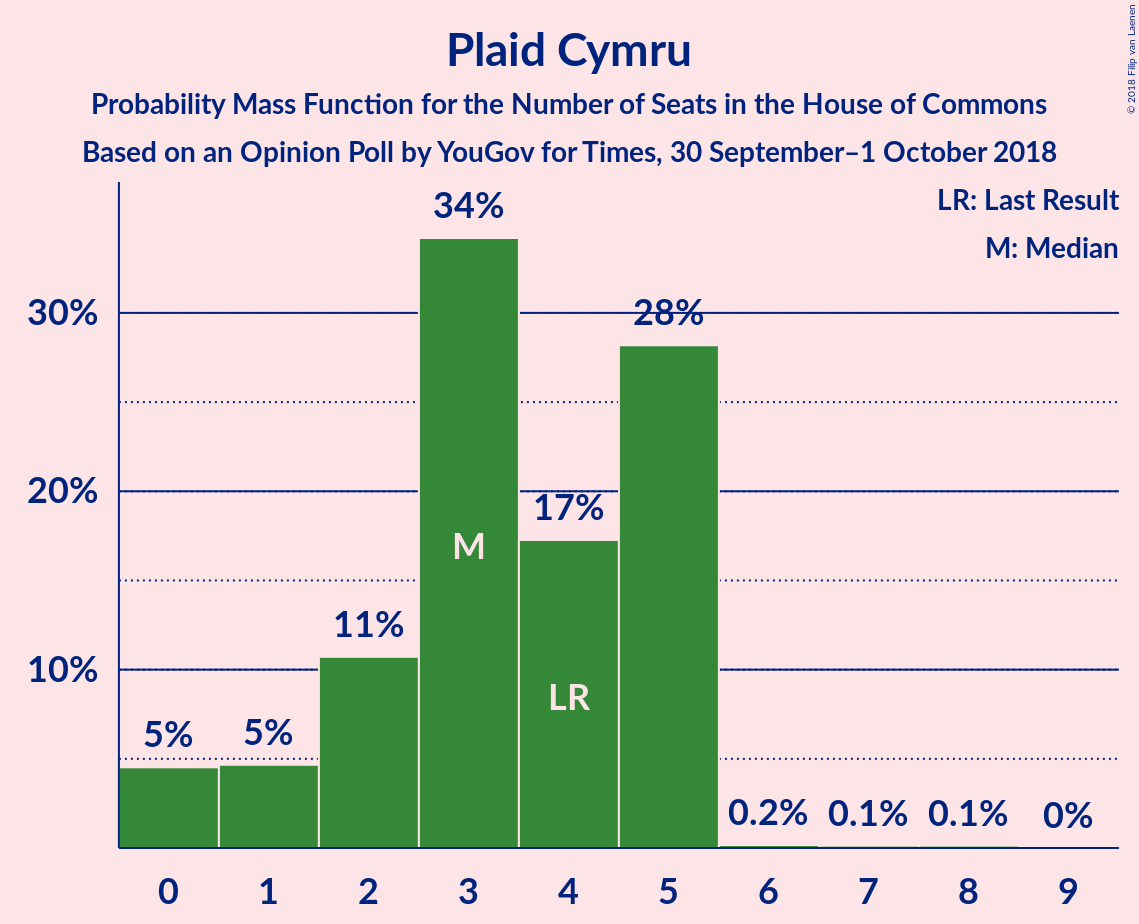 Plaid Cymru
Probability Mass Function for the Number of Seats in the House of Commons
Based on an Opinion Poll by YouGov for Times, 30 September–1 October 2018
© 2018 Filip van Laenen
LR: Last Result
M: Median
30%
20%
10%
5%
5%
11%
34%
M
17%
LR
28%
0.2%
0.1%
0.1%
0%
0 1 2 3 4 5 6 7 8 9